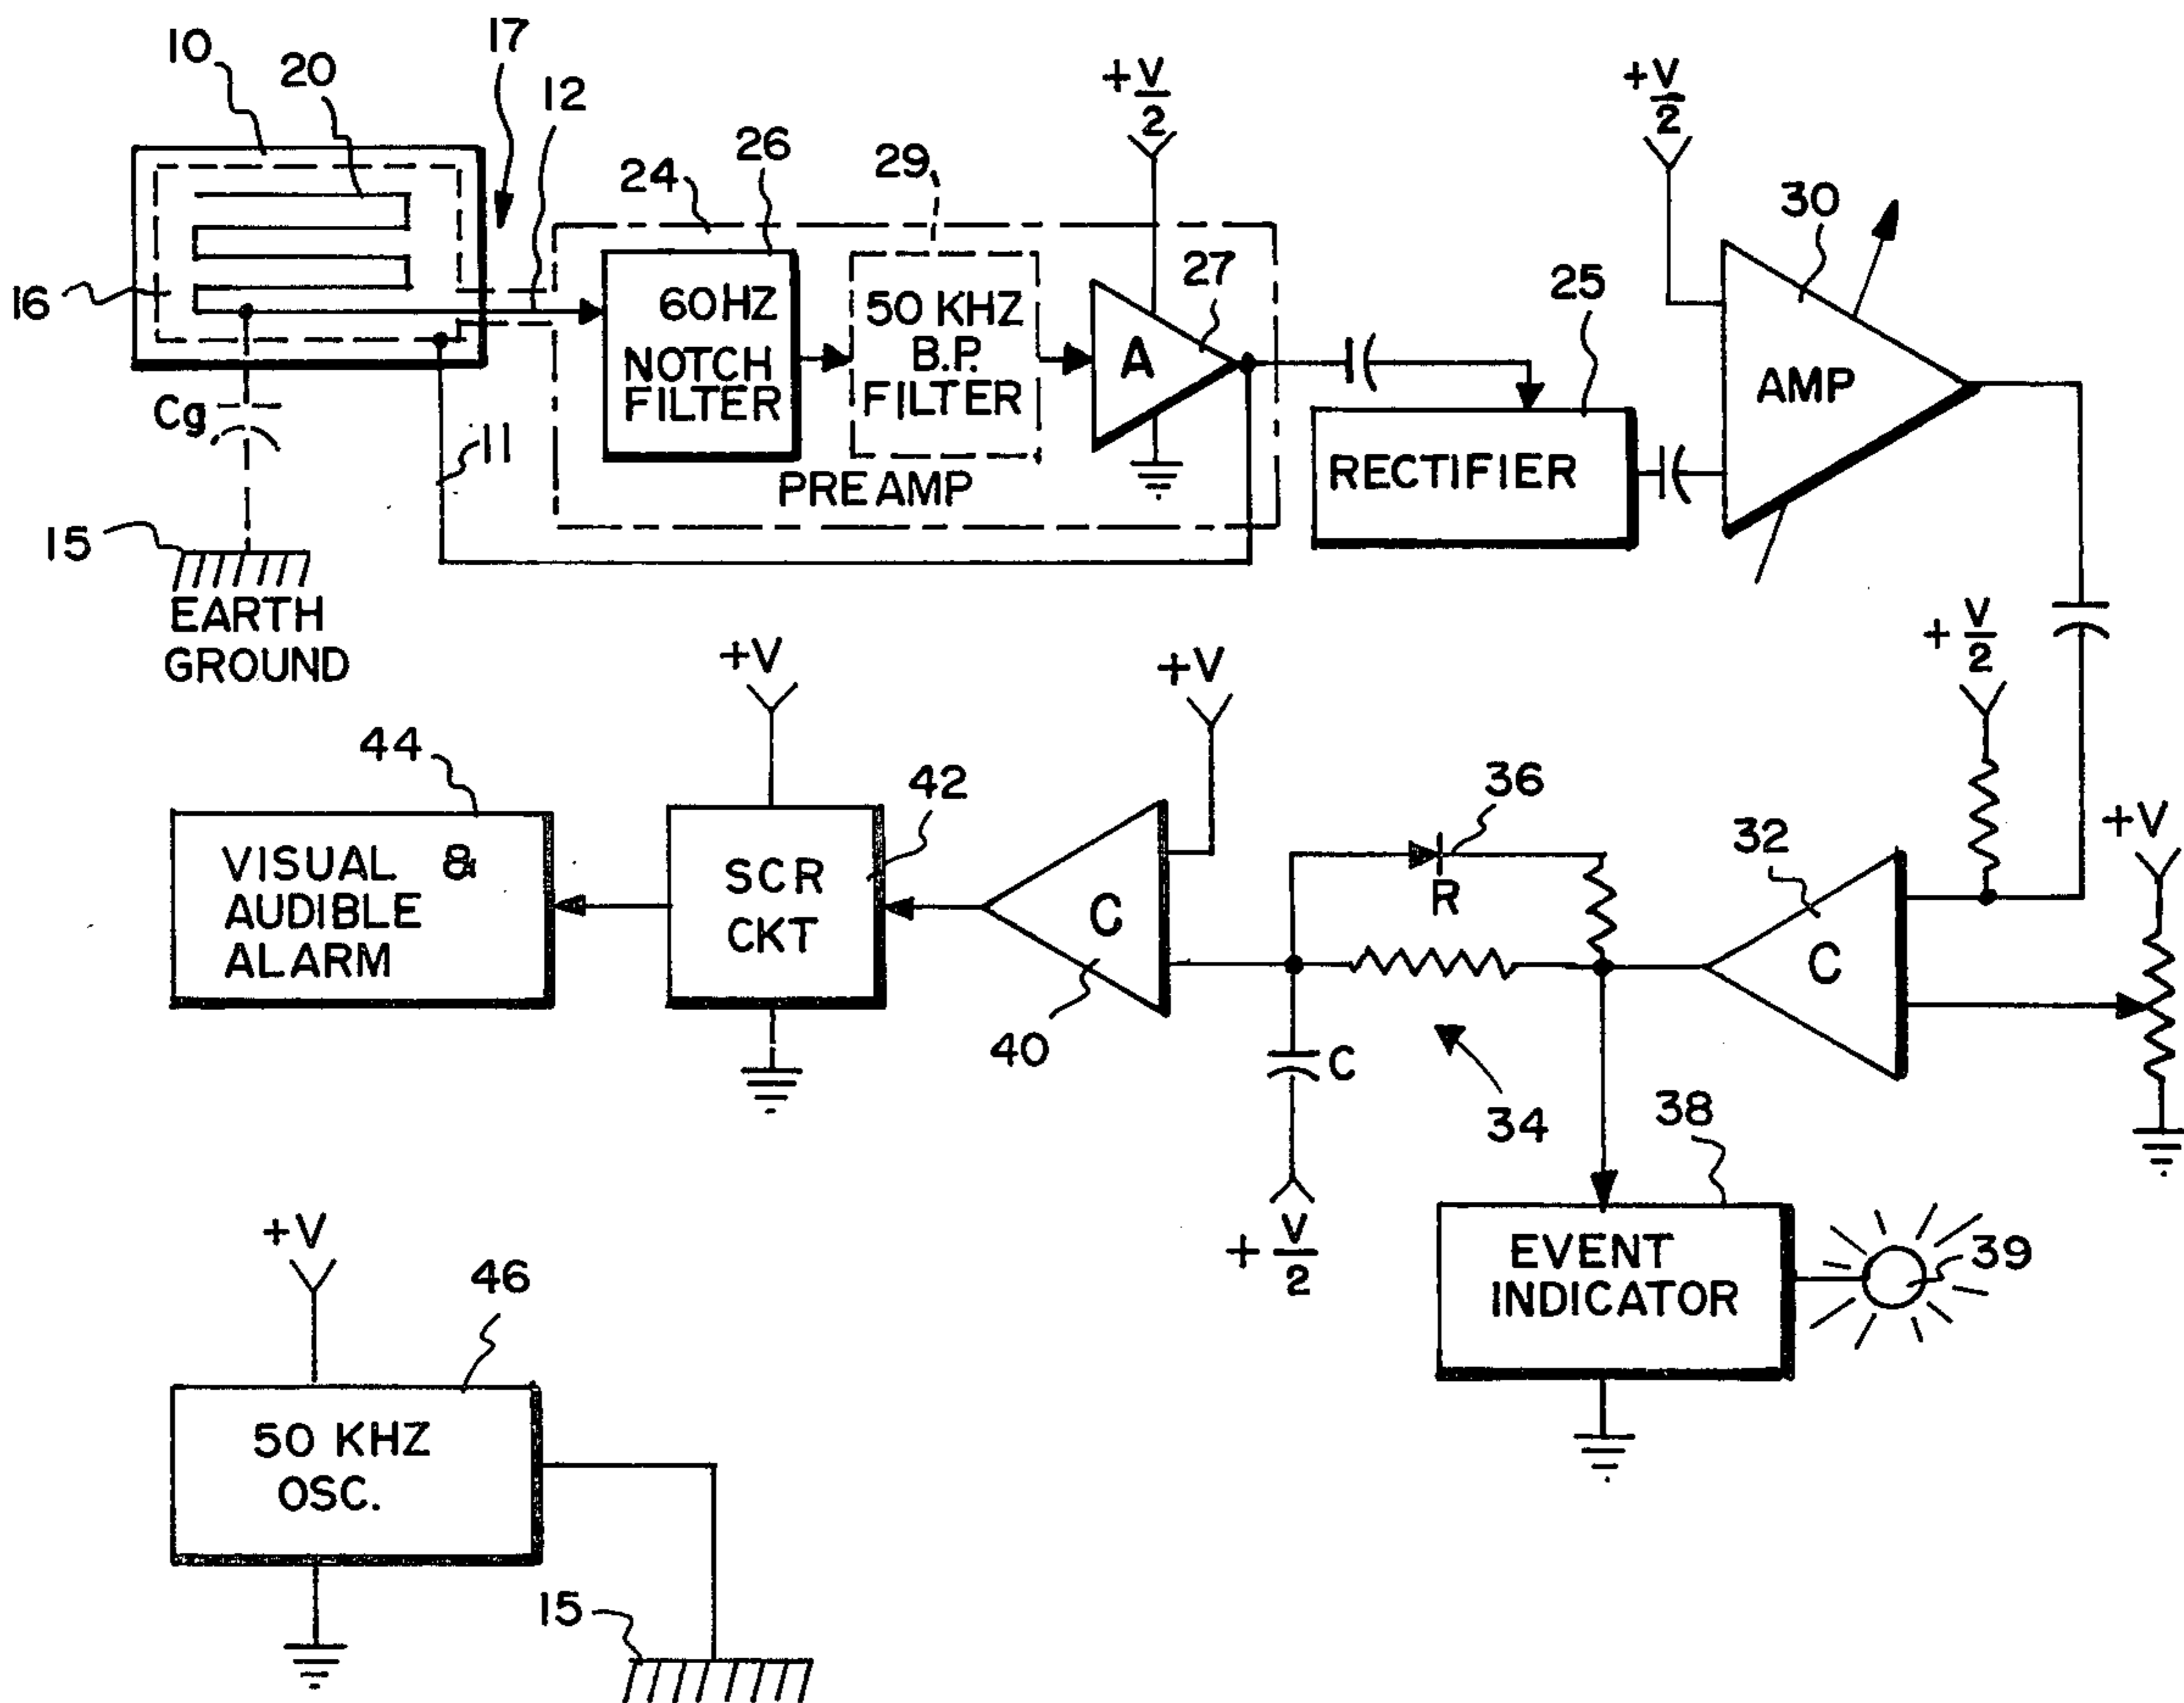 10
20
17
12
16
Cg
11
15
EARTH
GROUND
24
26
29
+V/2
27
60HZ
NOTCH
FILTER
50 KHZ
B.P.
FILTER
A
PREAMP
25
RECTIFIER
+V/2
30
AMP
44
VISUAL &
AUDIBLE
ALARM
+V
42
SCR
CKT
+V
C
40
36
R
C
34
+V/2
32
C
+V/2
+V
38
EVENT
INDICATOR
39
+V
46
50 KHZ
OSC.
15